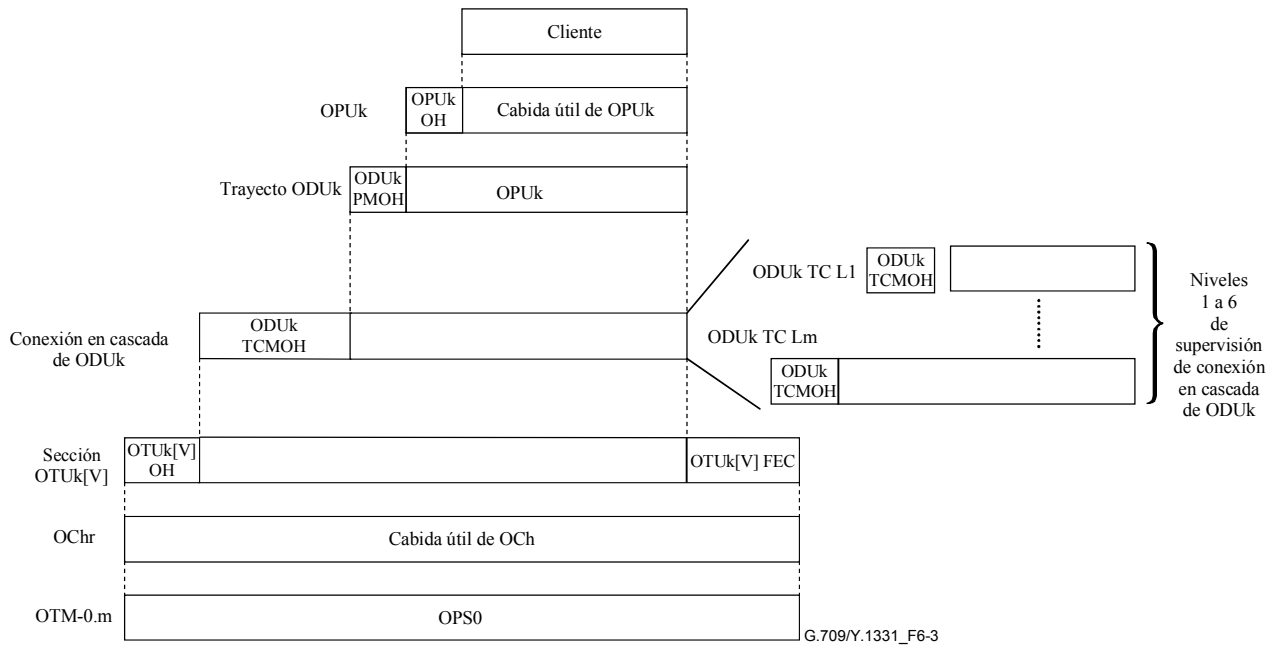 Cliente
OPUk
OPUk
OH
Cabida útil de OPUk
Trayecto ODUk
ODUk
PMOH
OPUk
ODUk TC L1
ODUk
TCMOH
Niveles
1 a 6
de
supervisión
de conexión
en cascada
de ODUk
Conexión en cascada
de ODUk
ODUk
TCMOH
ODUk TC Lm
ODUk
TCMOH
Sección
OTUk[V]
OTUk[V]
OH
OTUk[V] FEC
OChr
Cabida útil de OCh
OTM-0.m
OPS0
G.709/Y.1331_F6-3